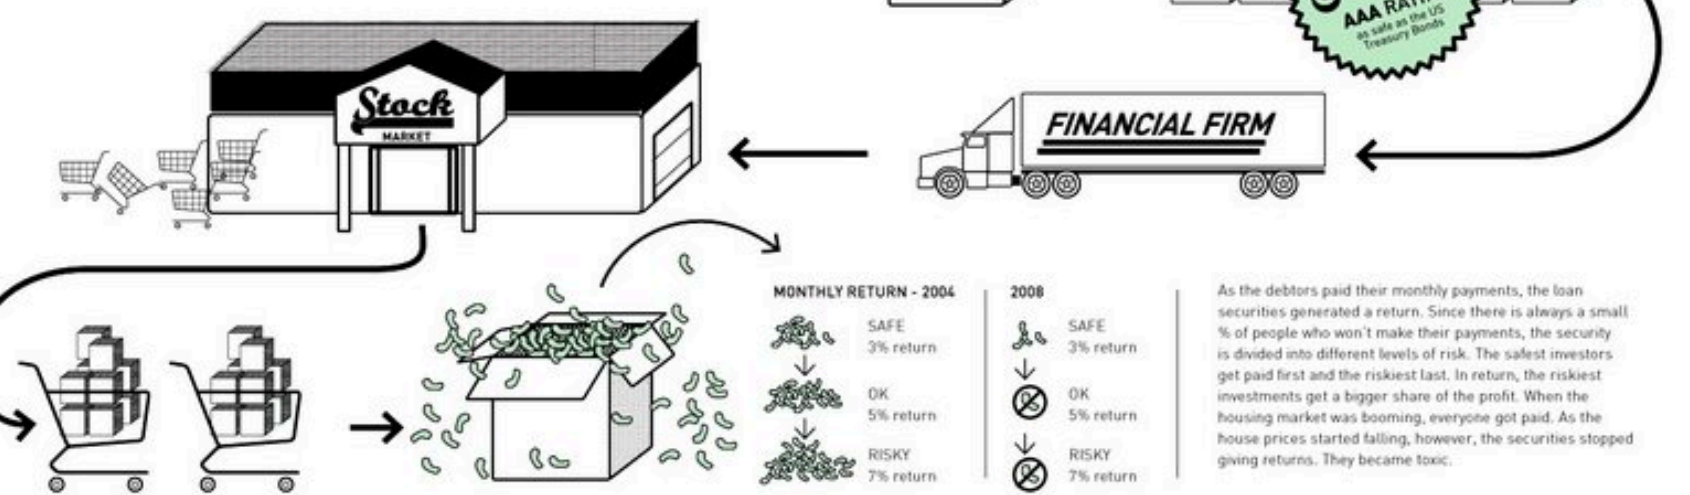 AAA
as safe as the US
Treasury Bonds
Stock
MARKET
FINANCIAL FIRM
MONTHLY RETURN - 2004
SAFE
3% return
OK
5% return
RISKY
7% return
2008
SAFE
3% return
OK
5% return
RISKY
7% return
As the debtors paid their monthly payments, the loan
securities generated a return. Since there is always a small
% of people who won't make their payments, the security
is divided into different levels of risk. The safest investors
get paid first and the riskiest last. In return, the riskiest
investments get a bigger share of the profit. When the
housing market was booming, everyone got paid. As the
house prices started falling, however, the securities stopped
giving returns. They became toxic.